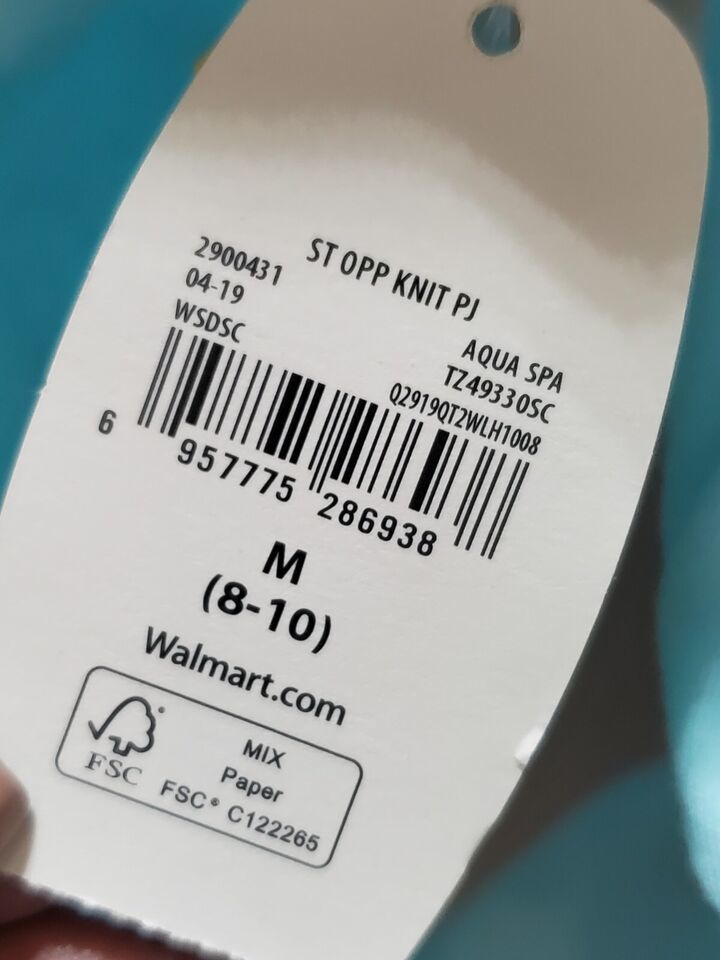 ST OPP KNIT PJ
2900431
04-19
WSDSC
AQUA SPA
TZ49330SC
Q2919QT2WLH1008
6 957775 286938
M
(8-10)
Walmart.com
FSC
MIX
Paper
FSC® C122265